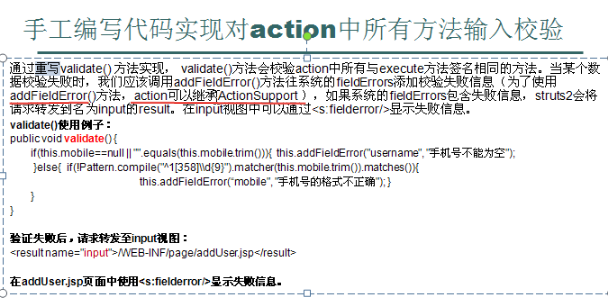 手工编写代码实现对action中所有方法输入校验
通过重写validate() 方法实现， validate()方法会校验action中所有与execute方法签名相同的方法。当某个数
据校验失败时，我们应该调用addFieldError()方法往系统的fieldErrors添加校验失败信息（为了使用
addFieldError()方法，action可以继承ActionSupport ），如果系统的fieldErrors包含失败信息，struts2会将
请求转发到名为input的result。在input视图中可以通过<s:fielderror/>显示失败信息。
validate()使用例子：
public void validate() {
if(this.mobile==null || "".equals(this.mobile.trim())){ this.addFieldError("username", "手机号不能为空");
}else{ if(!Pattern.compile("^1[358]\\d{9}").matcher(this.mobile.trim()).matches()){
this.addFieldError("mobile", "手机号的格式不正确"); }
}
}
验证失败后，请求转发至input视图：
<result name="input">/WEB-INF/page/addUser.jsp</result>
在addUser.jsp页面中使用<s:fielderror/>显示失败信息。